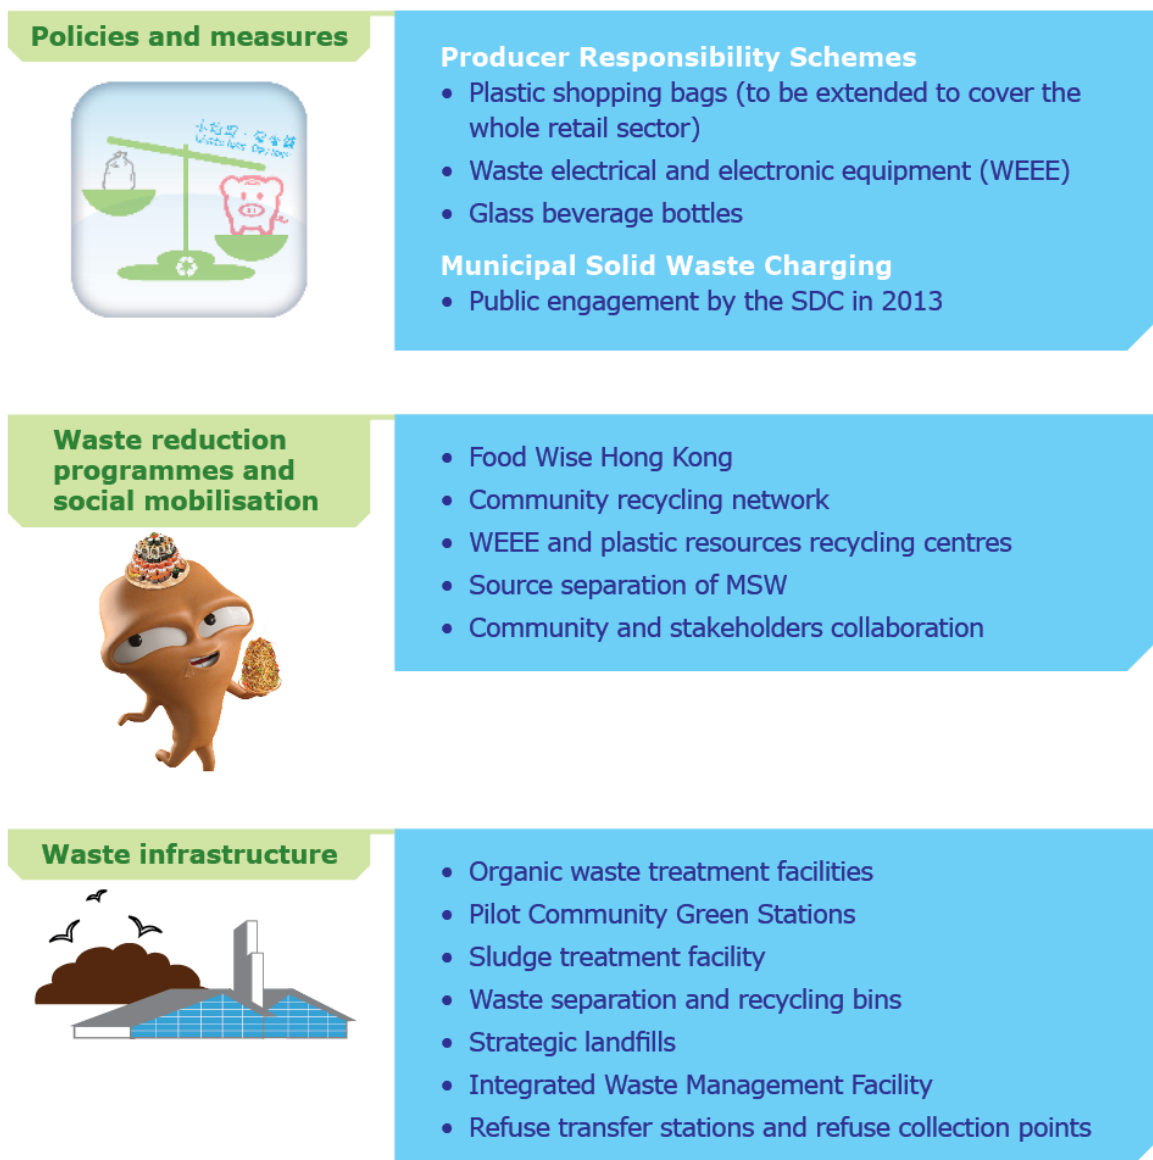 Policies and measures
Producer Responsibility Schemes
• Plastic shopping bags (to be extended to cover the
whole retail sector)
• Waste electrical and electronic equipment (WEEE)
• Glass beverage bottles
Municipal Solid Waste Charging
• Public engagement by the SDC in 2013
Waste reduction
programmes and
social mobilisation
• Food Wise Hong Kong
• Community recycling network
• WEEE and plastic resources recycling centres
• Source separation of MSW
• Community and stakeholders collaboration
Waste infrastructure
• Organic waste treatment facilities
• Pilot Community Green Stations
• Sludge treatment facility
• Waste separation and recycling bins
• Strategic landfills
• Integrated Waste Management Facility
• Refuse transfer stations and refuse collection points